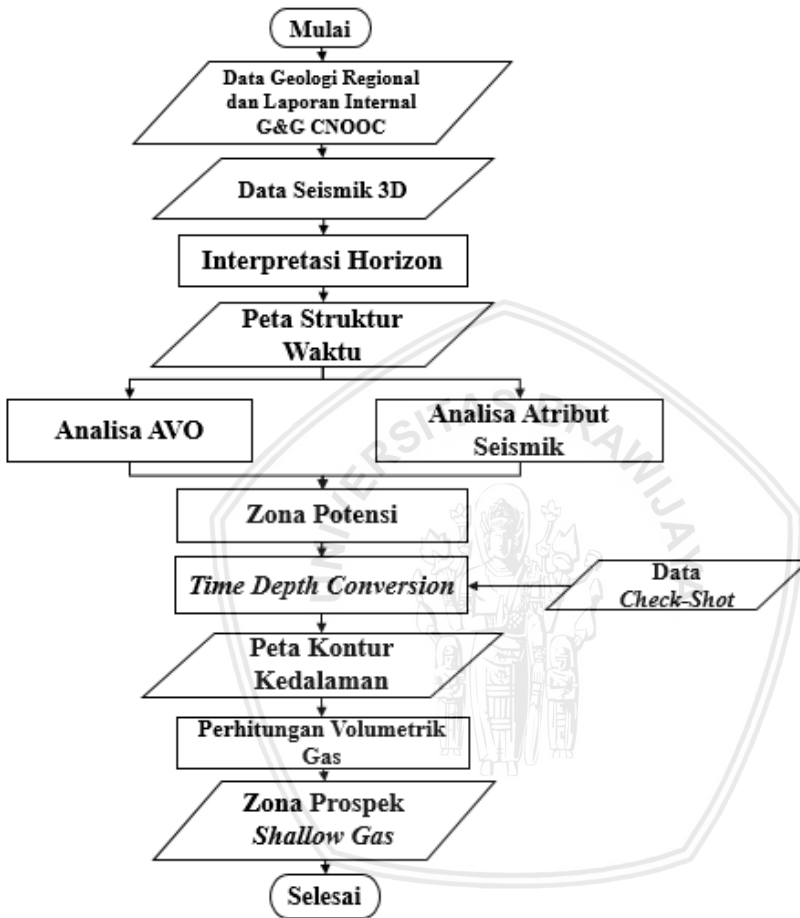 Mulai
Data Geologi Regional
dan Laporan Internal
G&G CNOOC
Data Seismik 3D
Interpretasi Horizon
Peta Struktur
Waktu
Analisa AVO
Analisa Atribut
Seismik
Zona Potensi
Time Depth Conversion
Data
Check-Shot
Peta Kontur
Kedalaman
Perhitungan Volumetrik
Gas
Zona Prospek
Shallow Gas
Selesai
UNIVERSITAS BRAWIJAYA